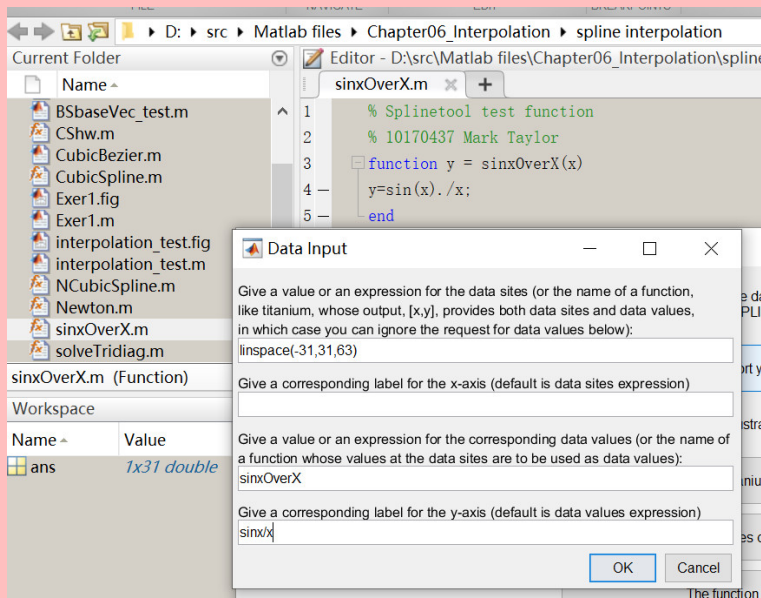 D: ▸ src ▸ Matlab files ▸ Chapter06_Interpolation ▸ spline interpolation
Current Folder
Editor - D:\src\Matlab files\Chapter06_Interpolation\spline
Name
sinxOverX.m
BSbaseVec_test.m
CShw.m
CubicBezier.m
CubicSpline.m
Exer1.fig
Exer1.m
interpolation_test.fig
interpolation_test.m
NCubicSpline.m
Newton.m
sinxOverX.m
solveTridiag.m
1 % Splinetool test function
2 % 10170437 Mark Taylor
3 function y = sinxOverX(x)
4 – y=sin(x)./x;
5 – end
sinxOverX.m (Function)
Workspace
Name Value
ans 1x31 double
Data Input
Give a value or an expression for the data sites (or the name of a function,
like titanium, whose output, [x,y], provides both data sites and data values,
in which case you can ignore the request for data values below):
linspace(-31,31,63)
Give a corresponding label for the x-axis (default is data sites expression)
Give a value or an expression for the corresponding data values (or the name of
a function whose values at the data sites are to be used as data values):
sinxOverX
Give a corresponding label for the y-axis (default is data values expression)
sinx/x
OK Cancel
The function